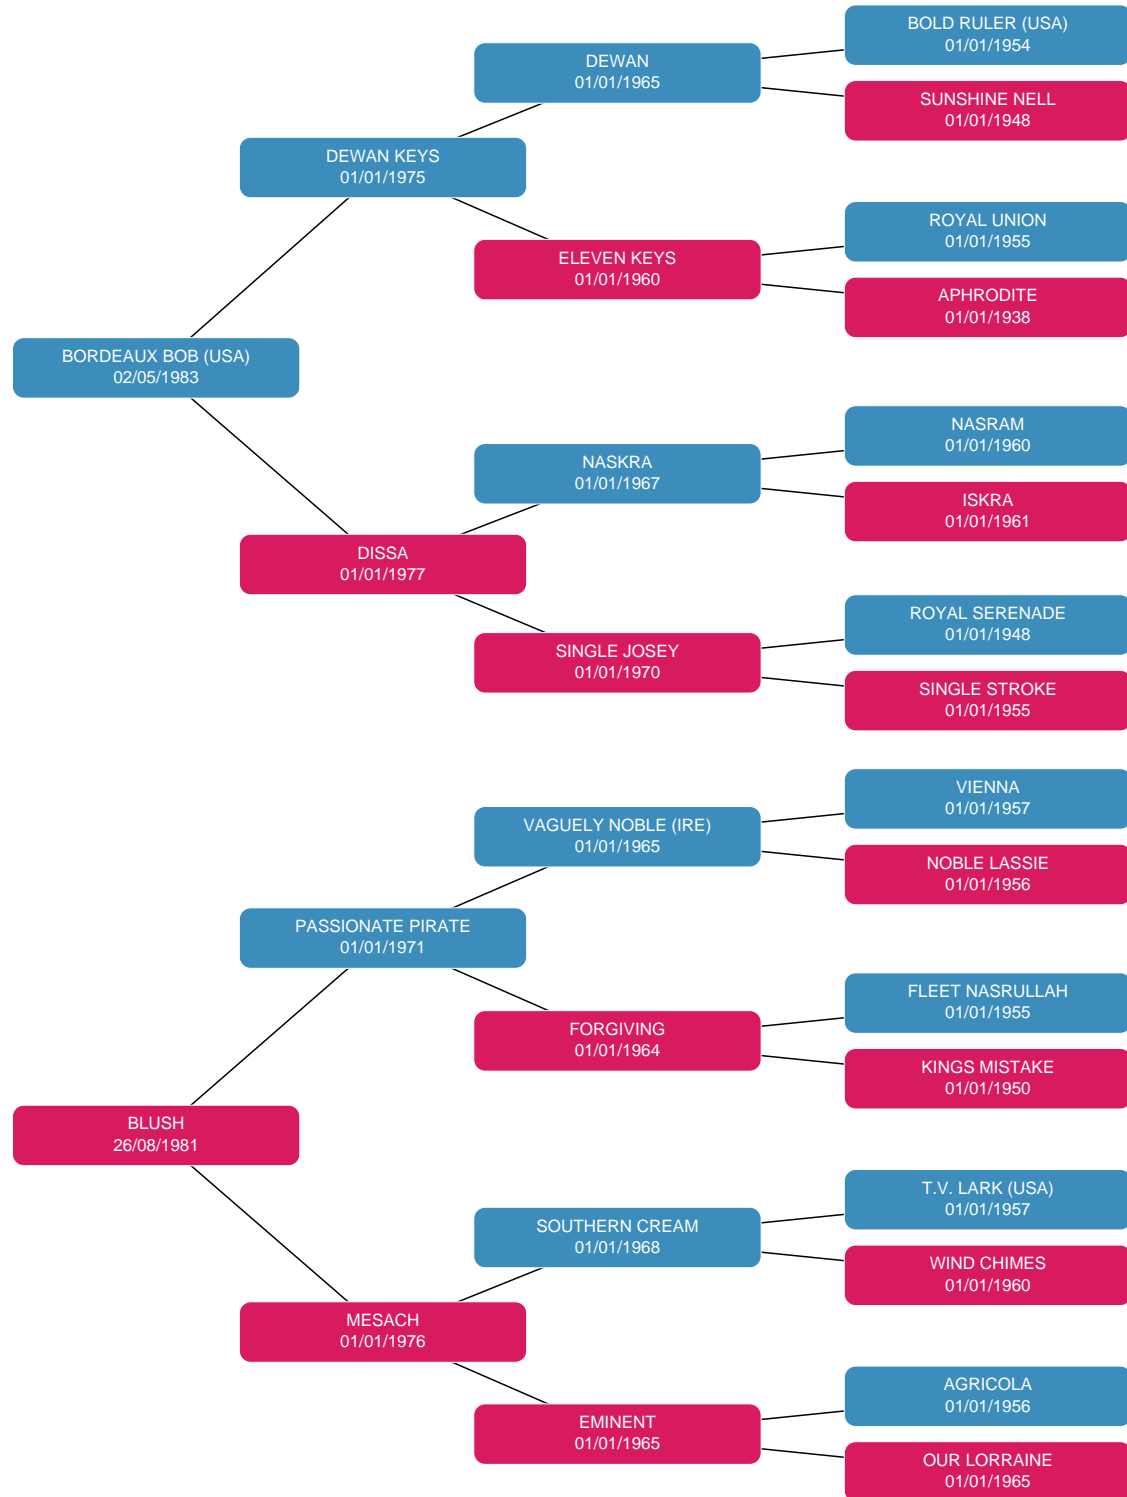 BOLD RULER (USA)
01/01/1954
DEWAN
01/01/1965
SUNSHINE NELL
01/01/1948
DEWAN KEYS
01/01/1975
ROYAL UNION
01/01/1955
ELEVEN KEYS
01/01/1960
APHRODITE
01/01/1938
BORDEAUX BOB (USA)
02/05/1983
NASRAM
01/01/1960
NASKRA
01/01/1967
ISKRA
01/01/1961
DISSA
01/01/1977
ROYAL SERENADE
01/01/1948
SINGLE JOSEY
01/01/1970
SINGLE STROKE
01/01/1955
VIENNA
01/01/1957
VAGUELY NOBLE (IRE)
01/01/1965
NOBLE LASSIE
01/01/1956
PASSIONATE PIRATE
01/01/1971
FLEET NASRULLAH
01/01/1955
FORGIVING
01/01/1964
KINGS MISTAKE
01/01/1950
BLUSH
26/08/1981
T.V. LARK (USA)
01/01/1957
SOUTHERN CREAM
01/01/1968
WIND CHIMES
01/01/1960
MESACH
01/01/1976
AGRICOLA
01/01/1956
EMINENT
01/01/1965
OUR LORRAINE
01/01/1965